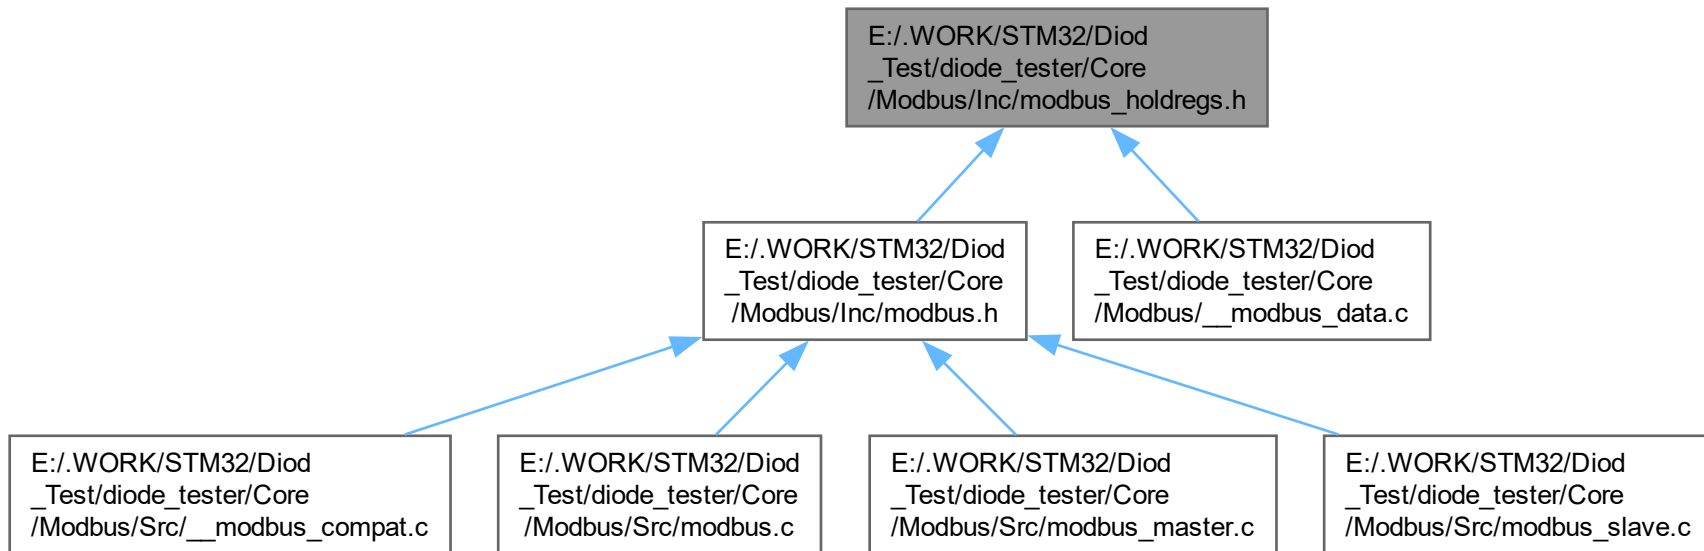 E:/.WORK/STM32/Diod
_Test/diode_tester/Core
/Modbus/Inc/modbus_holdregs.h
E:/.WORK/STM32/Diod
_Test/diode_tester/Core
/Modbus/Inc/modbus.h
E:/.WORK/STM32/Diod
_Test/diode_tester/Core
/Modbus/__modbus_data.c
E:/.WORK/STM32/Diod
_Test/diode_tester/Core
/Modbus/Src/__modbus_compat.c
E:/.WORK/STM32/Diod
_Test/diode_tester/Core
/Modbus/Src/modbus.c
E:/.WORK/STM32/Diod
_Test/diode_tester/Core
/Modbus/Src/modbus_master.c
E:/.WORK/STM32/Diod
_Test/diode_tester/Core
/Modbus/Src/modbus_slave.c